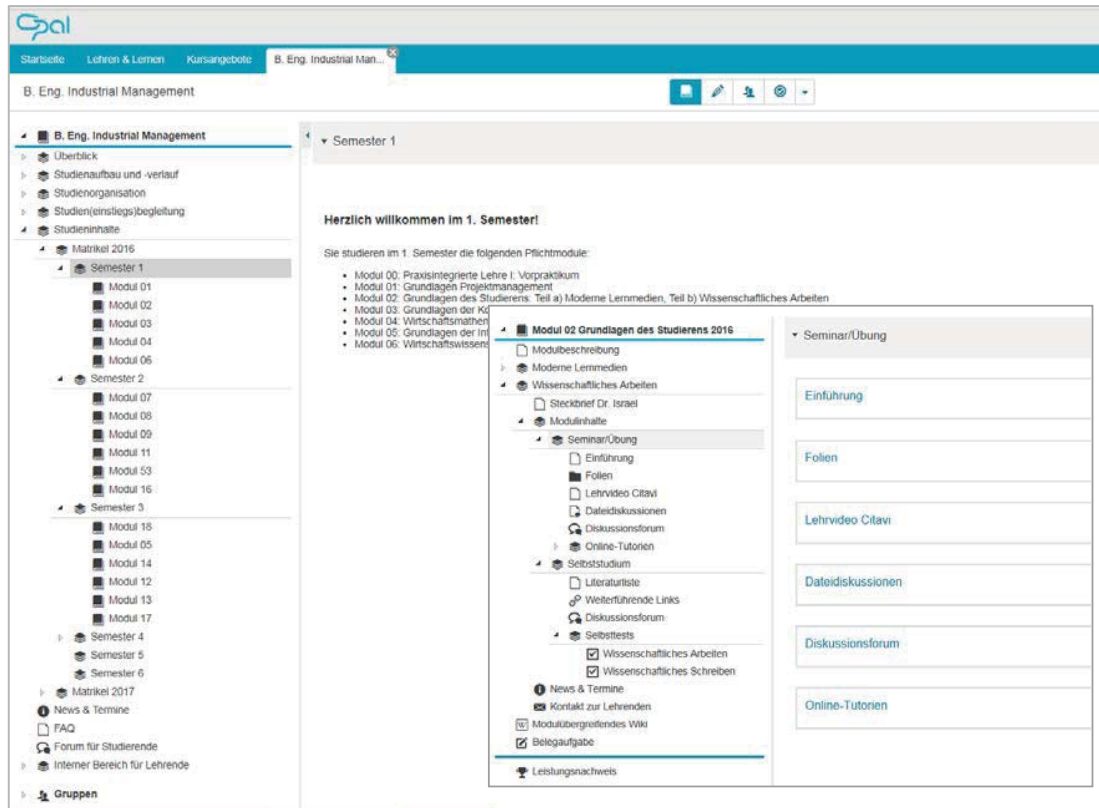 Opal
Startseite Lehren & Lernen Kursangebote B. Eng. Industrial Man...
B. Eng. Industrial Management
B. Eng. Industrial Management
Überblick
Studienaufbau und -verlauf
Studienorganisation
Studien(einstiegs)begleitung
Studieninhalte
Matrikel 2016
Semester 1
Modul 01
Modul 02
Modul 03
Modul 04
Modul 06
Semester 2
Modul 07
Modul 08
Modul 09
Modul 11
Modul 53
Modul 16
Semester 3
Modul 18
Modul 05
Modul 14
Modul 12
Modul 13
Modul 17
Semester 4
Semester 5
Semester 6
Matrikel 2017
News & Termine
FAQ
Forum für Studierende
Interner Bereich für Lehrende
Gruppen
Semester 1
Herzlich willkommen im 1. Semester!
Sie studieren im 1. Semester die folgenden Pflichtmodule:
Modul 00: Praxisintegrierte Lehre I: Vorpraktikum
Modul 01: Grundlagen Projektmanagement
Modul 02: Grundlagen des Studierens: Teil a) Moderne Lernmedien, Teil b) Wissenschaftliches Arbeiten
Modul 03: Grundlagen der Ko
Modul 04: Wirtschaftsmathen
Modul 05: Grundlagen der Inf
Modul 06: Wirtschaftswissens
Modul 02 Grundlagen des Studierens 2016
Modulbeschreibung
Moderne Lernmedien
Wissenschaftliches Arbeiten
Steckbrief Dr. Israel
Modulinhalte
Seminar/Übung
Einführung
Folien
Lehrvideo Citavi
Dateidiskussionen
Diskussionsforum
Online-Tutorien
Selbststudium
Literaturliste
Weiterführende Links
Diskussionsforum
Selbsttests
Wissenschaftliches Arbeiten
Wissenschaftliches Schreiben
News & Termine
Kontakt zur Lehrenden
Modulübergreifendes Wiki
Belegaufgabe
Leistungsnachweis
Seminar/Übung
Einführung
Folien
Lehrvideo Citavi
Dateidiskussionen
Diskussionsforum
Online-Tutorien